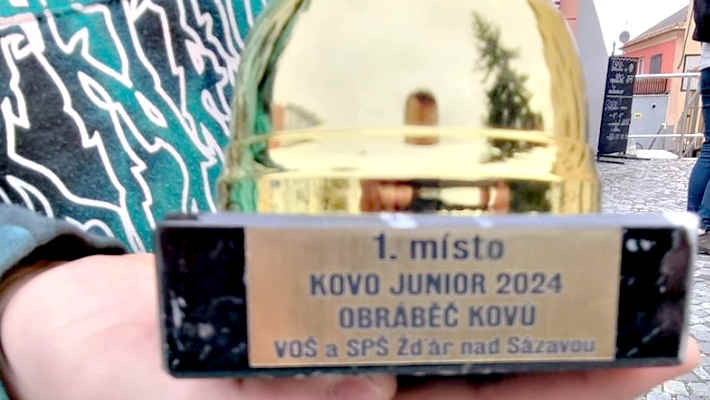 1. místo
KOVO JUNIOR 2024
OBRÁBĚČ KOVŮ
VOŠ a SPŠ Žďár nad Sázavou